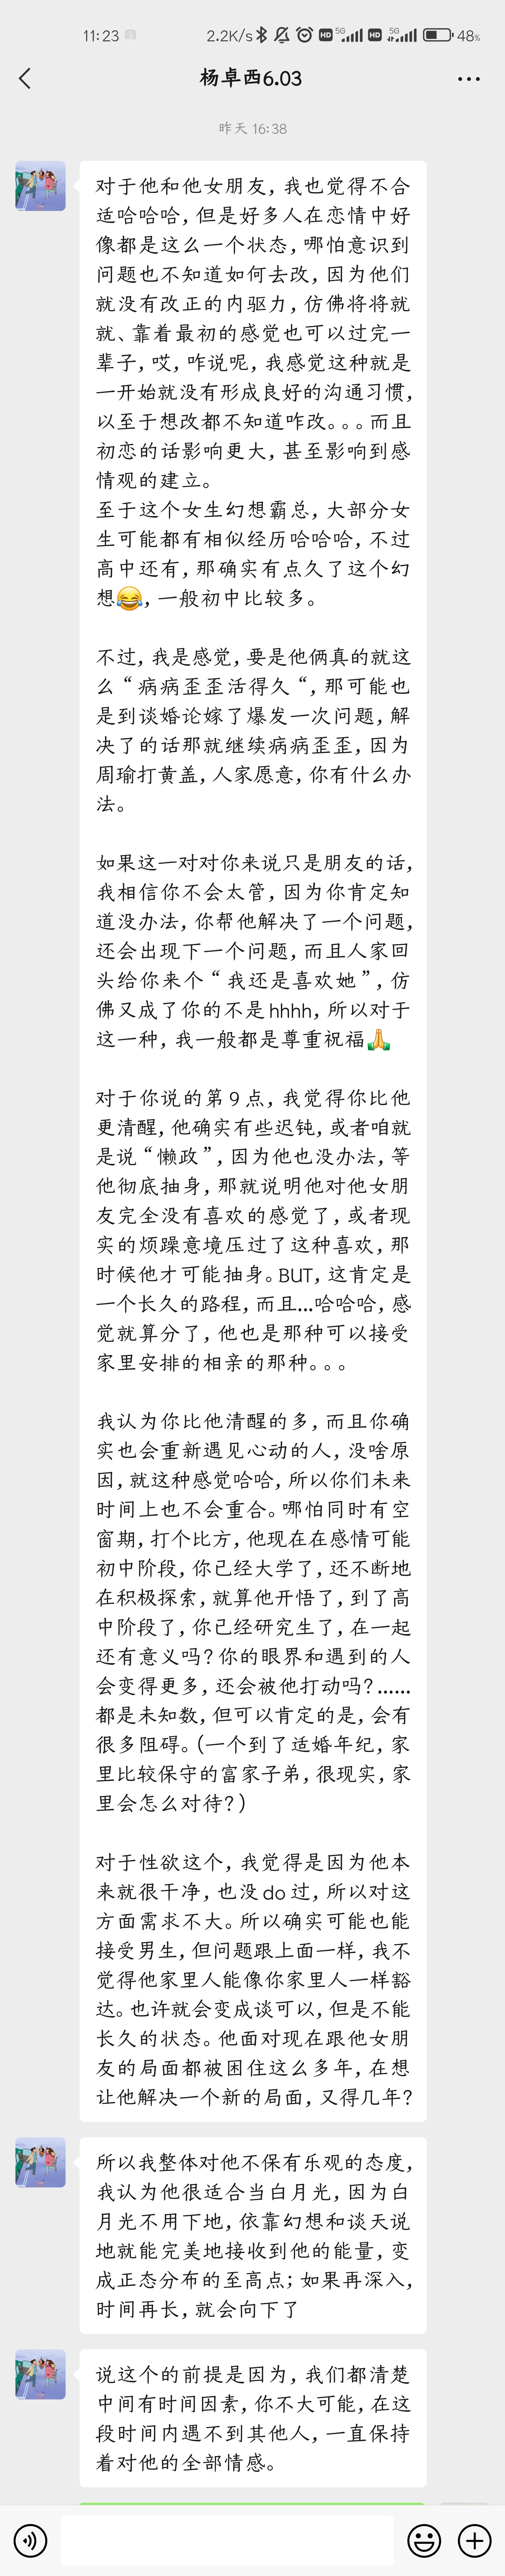 11:23
2.2K/s
HD
5G
HD
5G
48%
杨卓西6.03
昨天 16:38
对于他和他女朋友，我也觉得不合
适哈哈哈，但是好多人在恋情中好
像都是这么一个状态，哪怕意识到
问题也不知道如何去改，因为他们
就没有改正的内驱力，仿佛将将就
就、靠着最初的感觉也可以过完一
辈子，哎，咋说呢，我感觉这种就是
一开始就没有形成良好的沟通习惯，
以至于想改都不知道咋改。。。而且
初恋的话影响更大，甚至影响到感
情观的建立。
至于这个女生幻想霸总，大部分女
生可能都有相似经历哈哈哈，不过
高中还有，那确实有点久了这个幻
想😂，一般初中比较多。
不过，我是感觉，要是他俩真的就这
么“病病歪歪活得久“，那可能也
是到谈婚论嫁了爆发一次问题，解
决了的话那就继续病病歪歪，因为
周瑜打黄盖，人家愿意，你有什么办
法。
如果这一对对你来说只是朋友的话，
我相信你不会太管，因为你肯定知
道没办法，你帮他解决了一个问题，
还会出现下一个问题，而且人家回
头给你来个“我还是喜欢她”，仿
佛又成了你的不是hhhh，所以对于
这一种，我一般都是尊重祝福🙏
对于你说的第9点，我觉得你比他
更清醒，他确实有些迟钝，或者咱就
是说“懒政”，因为他也没办法，等
他彻底抽身，那就说明他对他女朋
友完全没有喜欢的感觉了，或者现
实的烦躁意境压过了这种喜欢，那
时候他才可能抽身。BUT，这肯定是
一个长久的路程，而且...哈哈哈，感
觉就算分了，他也是那种可以接受
家里安排的相亲的那种。。。
我认为你比他清醒的多，而且你确
实也会重新遇见心动的人，没啥原
因，就这种感觉哈哈，所以你们未来
时间上也不会重合。哪怕同时有空
窗期，打个比方，他现在在感情可能
初中阶段，你已经大学了，还不断地
在积极探索，就算他开悟了，到了高
中阶段了，你已经研究生了，在一起
还有意义吗？你的眼界和遇到的人
会变得更多，还会被他打动吗？……
都是未知数，但可以肯定的是，会有
很多阻碍。（一个到了适婚年纪，家
里比较保守的富家子弟，很现实，家
里会怎么对待？）
对于性欲这个，我觉得是因为他本
来就很干净，也没do过，所以对这
方面需求不大。所以确实可能也能
接受男生，但问题跟上面一样，我不
觉得他家里人能像你家里人一样豁
达。也许就会变成谈可以，但是不能
长久的状态。他面对现在跟他女朋
友的局面都被困住这么多年，在想
让他解决一个新的局面，又得几年？
所以我整体对他不保有乐观的态度，
我认为他很适合当白月光，因为白
月光不用下地，依靠幻想和谈天说
地就能完美地接收到他的能量，变
成正态分布的至高点；如果再深入，
时间再长，就会向下了
说这个的前提是因为，我们都清楚
中间有时间因素，你不大可能，在这
段时间内遇不到其他人，一直保持
着对他的全部情感。